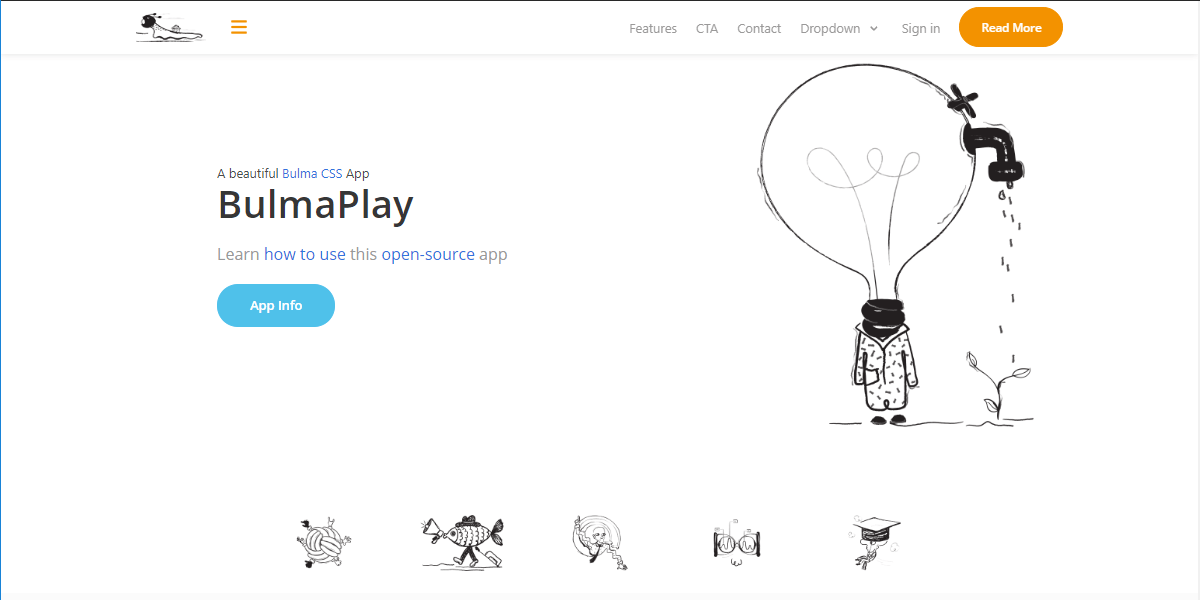 Features CTA Contact Dropdown Sign in Read More
A beautiful Bulma CSS App
BulmaPlay
Learn how to use this open-source app
App Info